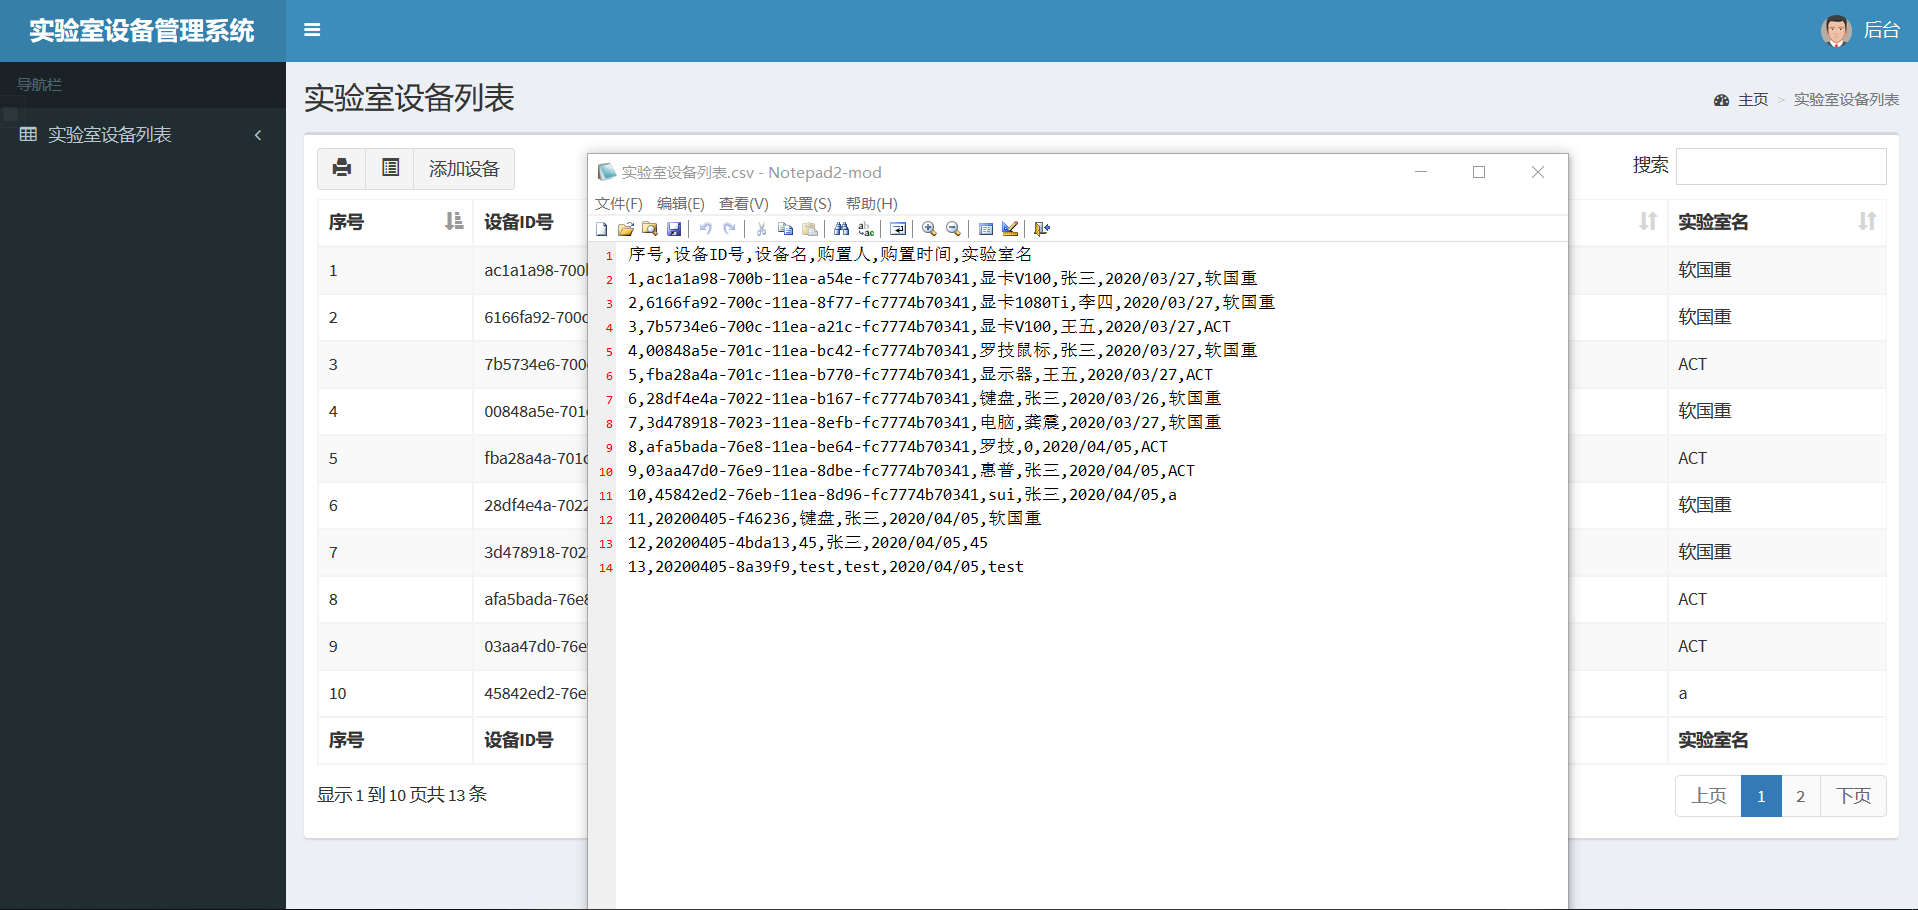 实验室设备管理系统
后台
导航栏
实验室设备列表
实验室设备列表
主页 > 实验室设备列表
添加设备
搜索
序号 设备ID号 实验室名
1 ac1a1a98-700 软国重
2 6166fa92-700c 软国重
3 7b5734e6-700 ACT
4 00848a5e-701 软国重
5 fba28a4a-701c ACT
6 28df4e4a-7022 软国重
7 3d478918-702 软国重
8 afa5bada-76e8 ACT
9 03aa47d0-76e ACT
10 45842ed2-76e a
序号 设备ID号 实验室名
显示 1 到 10 页共 13 条
上页 1 2 下页
实验室设备列表.csv - Notepad2-mod
文件(F) 编辑(E) 查看(V) 设置(S) 帮助(H)
1 序号,设备ID号,设备名,购置人,购置时间,实验室名
2 1,ac1a1a98-700b-11ea-a54e-fc7774b70341,显卡V100,张三,2020/03/27,软国重
3 2,6166fa92-700c-11ea-8f77-fc7774b70341,显卡1080Ti,李四,2020/03/27,软国重
4 3,7b5734e6-700c-11ea-a21c-fc7774b70341,显卡V100,王五,2020/03/27,ACT
5 4,00848a5e-701c-11ea-bc42-fc7774b70341,罗技鼠标,张三,2020/03/27,软国重
6 5,fba28a4a-701c-11ea-b770-fc7774b70341,显示器,王五,2020/03/27,ACT
7 6,28df4e4a-7022-11ea-b167-fc7774b70341,键盘,张三,2020/03/26,软国重
8 7,3d478918-7023-11ea-8efb-fc7774b70341,电脑,龚震,2020/03/27,软国重
9 8,afa5bada-76e8-11ea-be64-fc7774b70341,罗技,0,2020/04/05,ACT
10 9,03aa47d0-76e9-11ea-8dbe-fc7774b70341,惠普,张三,2020/04/05,ACT
11 10,45842ed2-76eb-11ea-8d96-fc7774b70341,sui,张三,2020/04/05,a
12 11,20200405-f46236,键盘,张三,2020/04/05,软国重
13 12,20200405-4bda13,45,张三,2020/04/05,45
14 13,20200405-8a39f9,test,test,2020/04/05,test